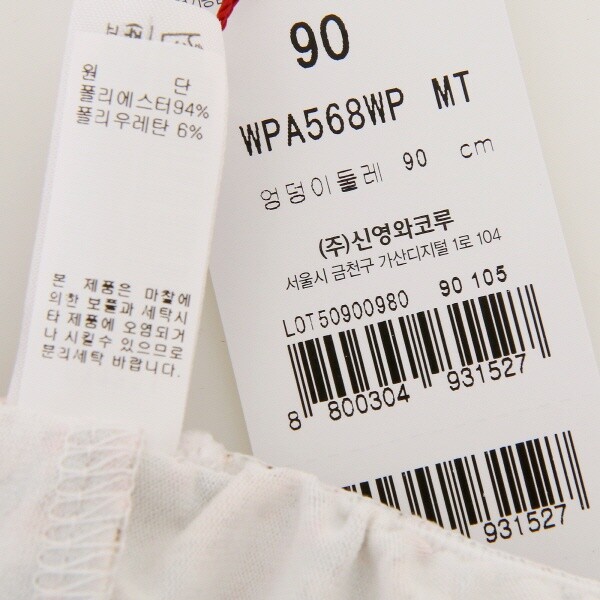 원 단
폴리에스터94%
폴리우레탄 6%
본 제품은 마찰에
의한 보풀과 세탁시
타 제품에 오염되거
나 시킬수 있으므로
분리세탁 바랍니다.
90
WPA568WP MT
엉덩이둘레 90 cm
(주)신영와코루
서울시 금천구 가산디지털 1로 104
90 105
LOT50900980
8 800304 931527
931527